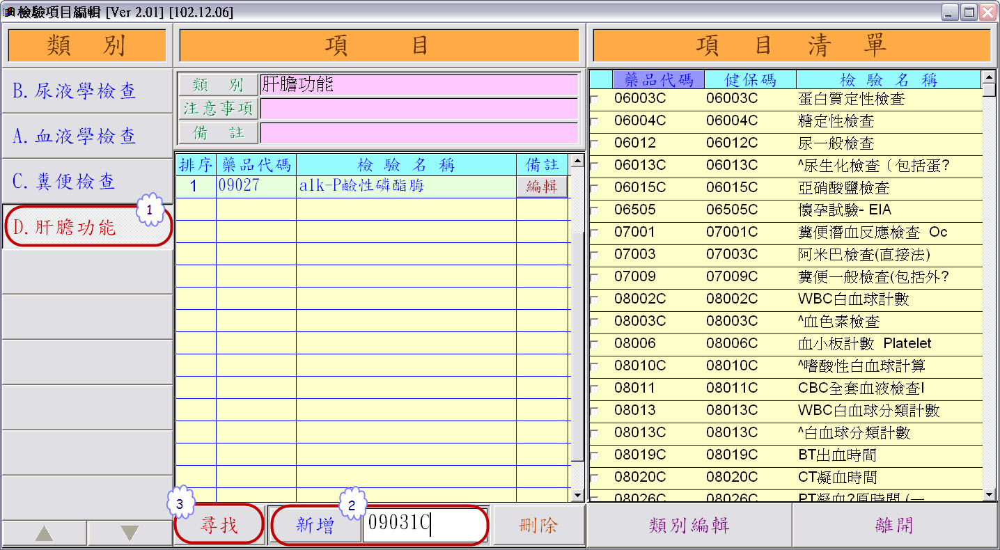 檢驗項目編輯 [Ver 2.01] [102.12.06]
類 別
B.尿液學檢查
A.血液學檢查
C.糞便檢查
1
D.肝膽功能
項 目
類 別 肝膽功能
注意事項
備 註
排序 藥品代碼 檢 驗 名 稱 備註
1 09027 alk-P鹼性磷酯脢 編輯
3
尋找
2
新增 09031C
刪除
項 目 清 單
藥品代碼 健保碼 檢 驗 名 稱
06003C 06003C 蛋白質定性檢查
06004C 06004C 糖定性檢查
06012 06012C 尿一般檢查
06013C 06013C ^尿生化檢查（包括蛋?
06015C 06015C 亞硝酸鹽檢查
06505 06505C 懷孕試驗- EIA
07001 07001C 糞便潛血反應檢查 Oc
07003 07003C 阿米巴檢查(直接法)
07009 07009C 糞便一般檢查(包括外?
08002C 08002C WBC白血球計數
08003C 08003C ^血色素檢查
08006 08006C 血小板計數 Platelet
08010C 08010C ^嗜酸性白血球計算
08011 08011C CBC全套血液檢查I
08013 08013C WBC白血球分類計數
08013C 08013C ^白血球分類計數
08019C 08019C BT出血時間
08020C 08020C CT凝血時間
08026C 08026C PT凝血?原時間 (一
類別編輯
離開